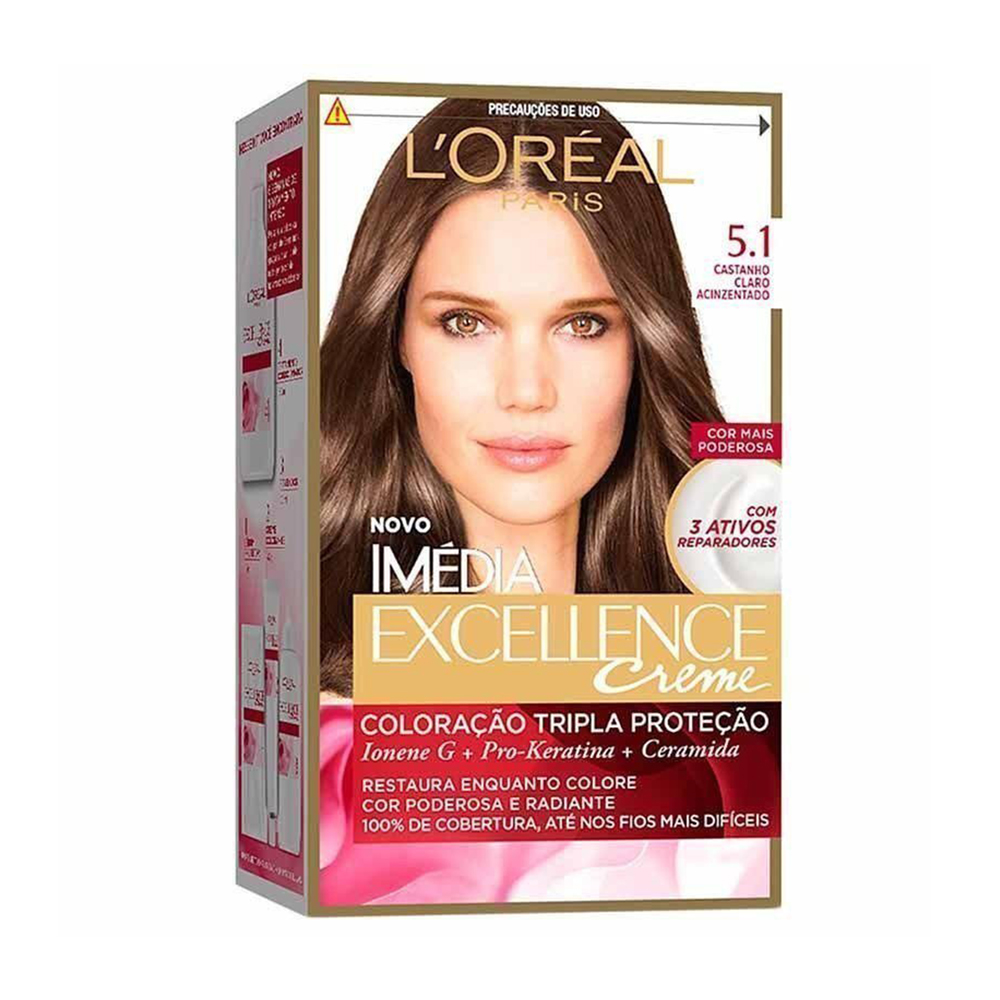 PRECAUÇÕES DE USO
L'ORÉAL
PARIS
5.1
CASTANHO
CLARO
ACINZENTADO
COR MAIS
PODEROSA
COM
3 ATIVOS
REPARADORES
NOVO
IMÉDIA
EXCELLENCE
Creme
COLORAÇÃO TRIPLA PROTEÇÃO
Ionene G + Pro-Keratina + Ceramida
RESTAURA ENQUANTO COLORE
COR PODEROSA E RADIANTE
100% DE COBERTURA, ATÉ NOS FIOS MAIS DIFÍCEIS
L'ORÉAL